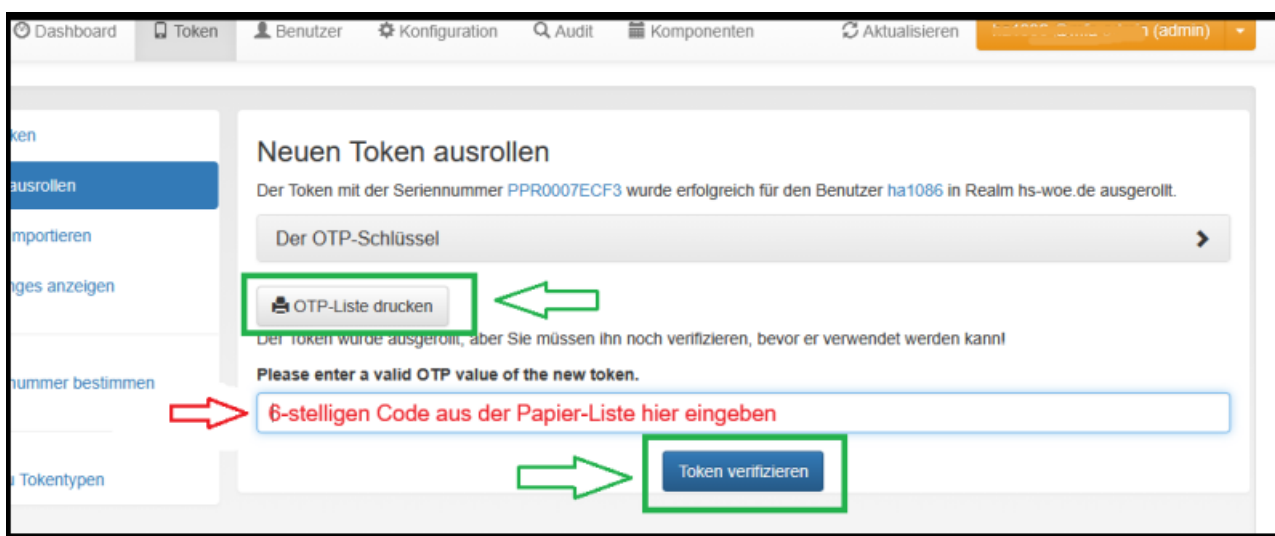 Dashboard Token Benutzer Konfiguration Audit Komponenten Aktualisieren (admin)
ken
ausrollen
mportieren
nges anzeigen
nummer bestimmen
Tokentypen
Neuen Token ausrollen
Der Token mit der Seriennummer PPR0007ECF3 wurde erfolgreich für den Benutzer ha1086 in Realm hs-woe.de ausgerollt.
Der OTP-Schlüssel
OTP-Liste drucken
Der Token wurde ausgerollt, aber Sie müssen ihn noch verifizieren, bevor er verwendet werden kann!
Please enter a valid OTP value of the new token.
6-stelligen Code aus der Papier-Liste hier eingeben
Token verifizieren